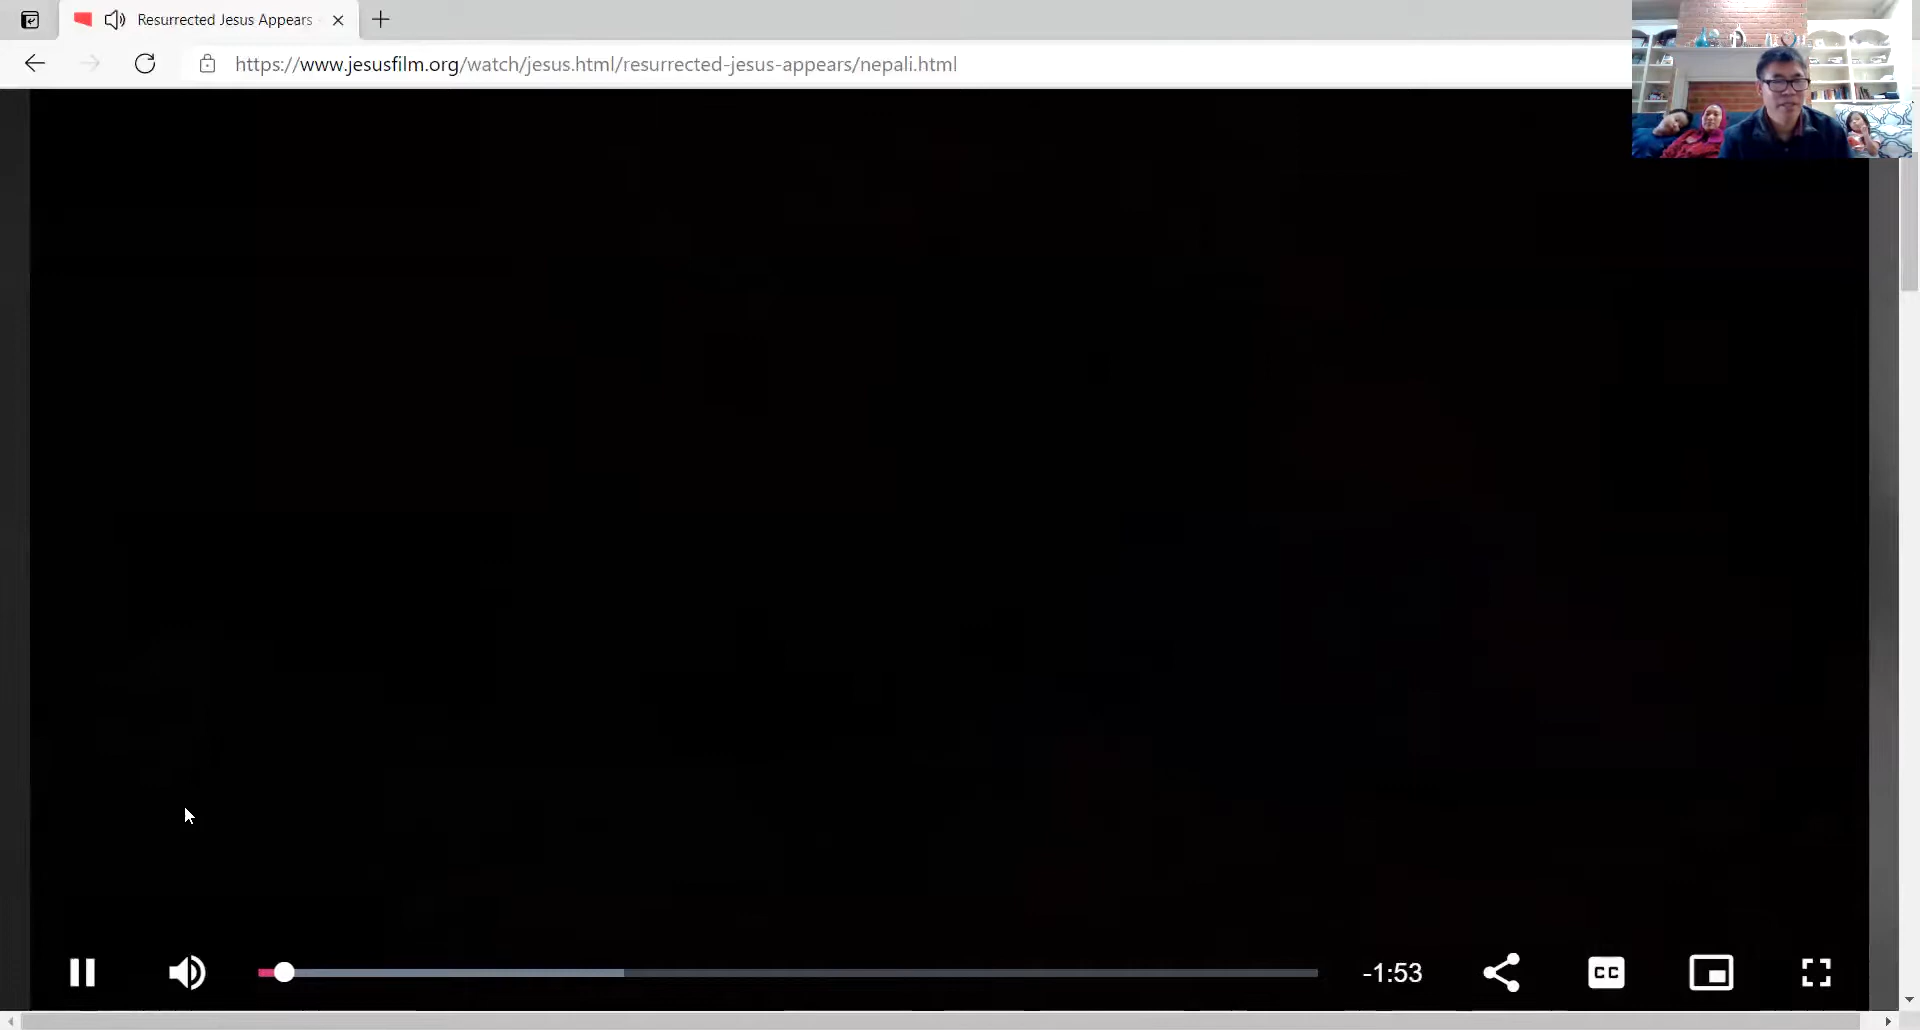 Resurrected Jesus Appears
https://www.jesusfilm.org/watch/jesus.html/resurrected-jesus-appears/nepali.html
-1:53
CC